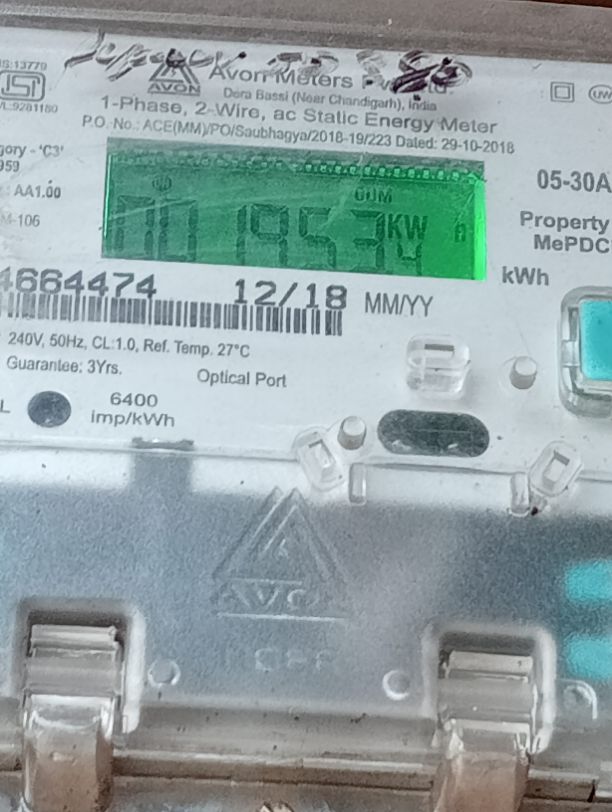 IS:13779
AVON
Avon Meters Pvt. Ltd
Dera Bassi (Near Chandigarh), India
/L:9281180
1-Phase, 2-Wire, ac Static Energy Meter
P.O. No.: ACE(MM)/PO/Saubhagya/2018-19/223 Dated: 29-10-2018
gory - 'C3'
959
: AA1.00
M-106
CUM
01953.4
KW h
05-30A
Property
MePDC
kWh
4664474
12/18 MM/YY
240V, 50Hz, CL:1.0, Ref. Temp. 27°C
Guarantee: 3Yrs.
Optical Port
L
6400
imp/kWh
AVON